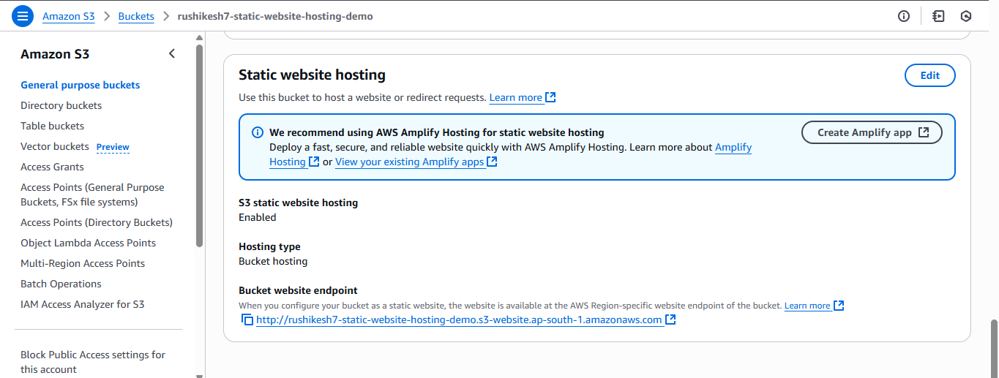 Amazon S3 > Buckets > rushikesh7-static-website-hosting-demo
Amazon S3
General purpose buckets
Directory buckets
Table buckets
Vector buckets Preview
Access Grants
Access Points (General Purpose
Buckets, FSx file systems)
Access Points (Directory Buckets)
Object Lambda Access Points
Multi-Region Access Points
Batch Operations
IAM Access Analyzer for S3
Block Public Access settings for
this account
Static website hosting
Edit
Use this bucket to host a website or redirect requests. Learn more
We recommend using AWS Amplify Hosting for static website hosting
Create Amplify app
Deploy a fast, secure, and reliable website quickly with AWS Amplify Hosting. Learn more about Amplify
Hosting or View your existing Amplify apps
S3 static website hosting
Enabled
Hosting type
Bucket hosting
Bucket website endpoint
When you configure your bucket as a static website, the website is available at the AWS Region-specific website endpoint of the bucket. Learn more
http://rushikesh7-static-website-hosting-demo.s3-website.ap-south-1.amazonaws.com